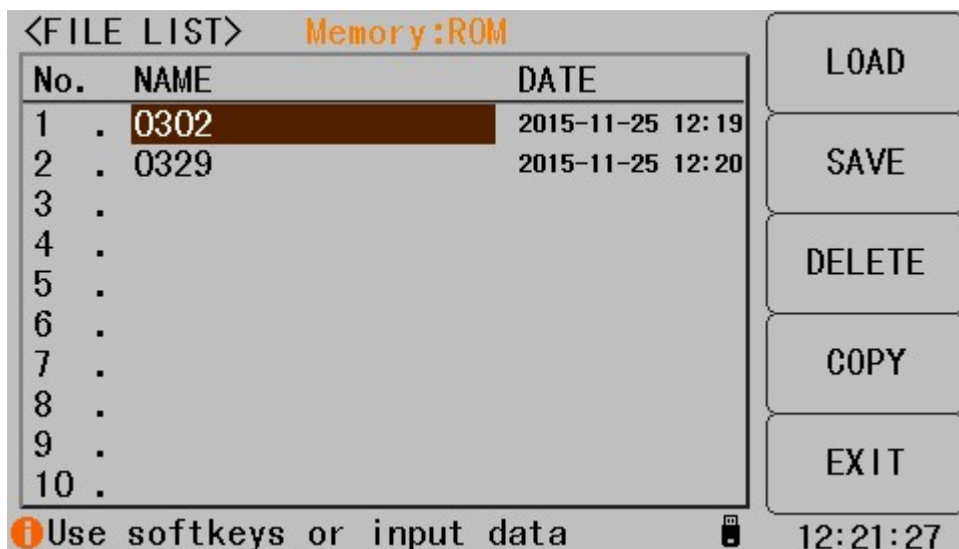 <FILE LIST> Memory:ROM
No. NAME DATE
1 . 0302 2015-11-25 12:19
2 . 0329 2015-11-25 12:20
3 .
4 .
5 .
6 .
7 .
8 .
9 .
10 .
Use softkeys or input data
LOAD
SAVE
DELETE
COPY
EXIT
12:21:27